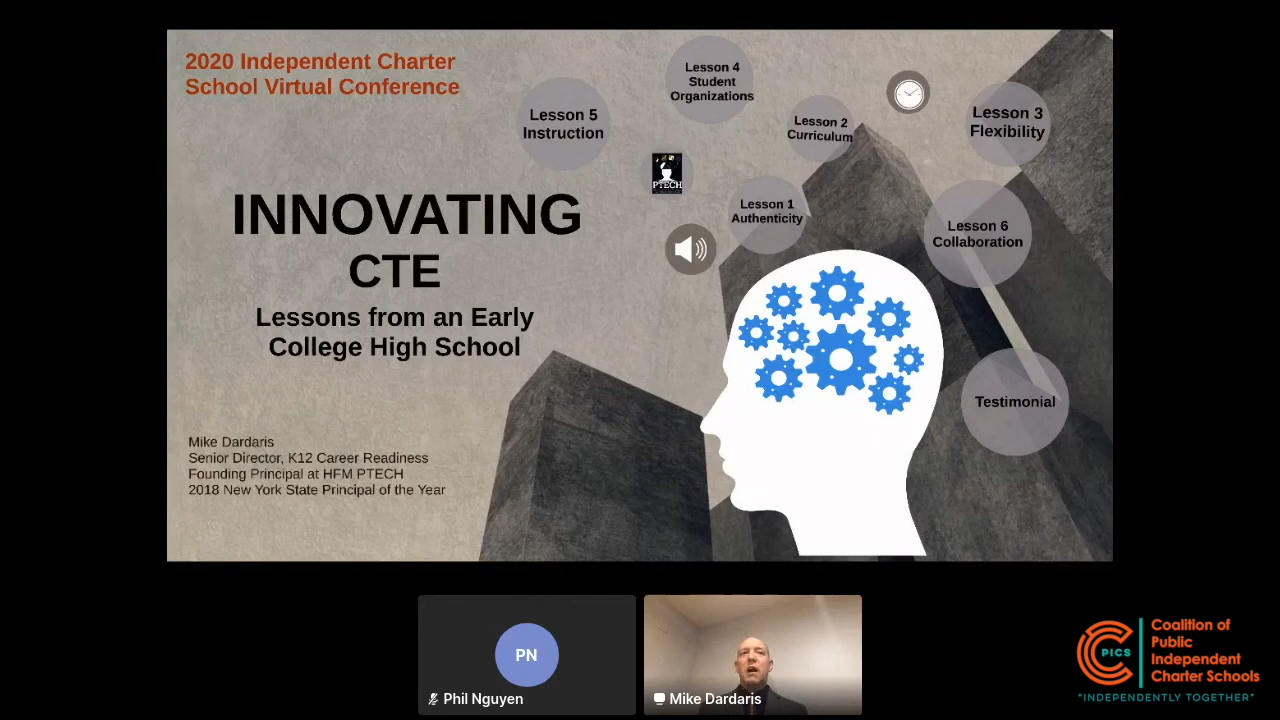 2020 Independent Charter
School Virtual Conference
Lesson 4
Student
Organizations
Lesson 5
Instruction
Lesson 2
Curriculum
Lesson 3
Flexibility
PTECH
Lesson 1
Authenticity
Lesson 6
Collaboration
INNOVATING
CTE
Lessons from an Early
College High School
Testimonial
Mike Dardaris
Senior Director, K12 Career Readiness
Founding Principal at HFM PTECH
2018 New York State Principal of the Year
PN
Phil Nguyen
Mike Dardaris
PICS
Coalition of
Public
Independent
Charter Schools
"INDEPENDENTLY TOGETHER"